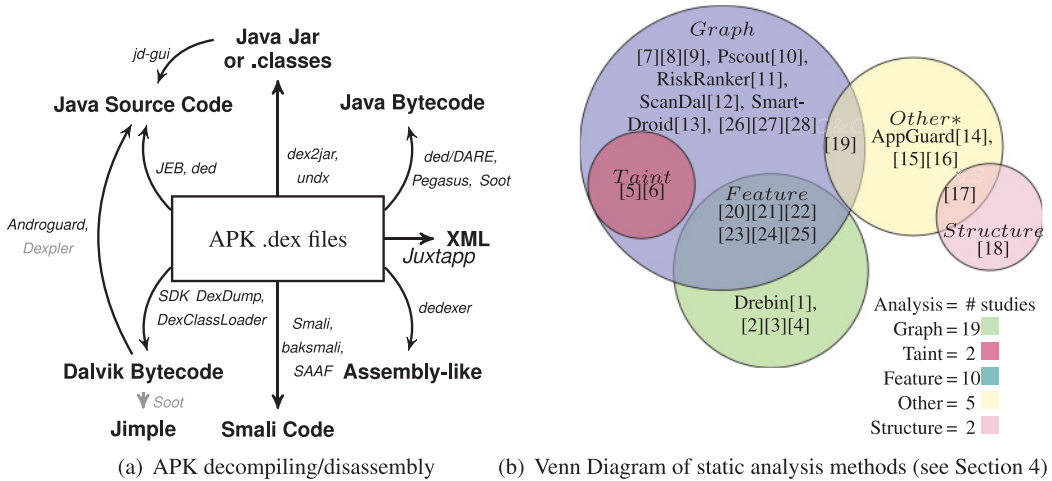 Java Jar
or .classes
jd-gui
Java Source Code
Java Bytecode
JEB, ded
dex2jar,
undx
ded/DARE,
Pegasus, Soot
Androguard,
Dexpler
APK .dex files
XML
Juxtapp
SDK DexDump,
DexClassLoader
Smali,
baksmali,
SAAF
dedexer
Dalvik Bytecode
Assembly-like
Soot
Jimple
Smali Code
(a) APK decompiling/disassembly
Graph
[7][8][9], Pscout[10],
RiskRanker[11],
ScanDal[12], Smart-
Droid[13], [26][27][28]
[19]
Other*
AppGuard[14],
[15][16]
Taint
[5][6]
Feature
[20][21][22]
[23][24][25]
[17]
Structure
[18]
Drebin[1],
[2][3][4]
Analysis = # studies
Graph = 19
Taint = 2
Feature = 10
Other = 5
Structure = 2
(b) Venn Diagram of static analysis methods (see Section 4)